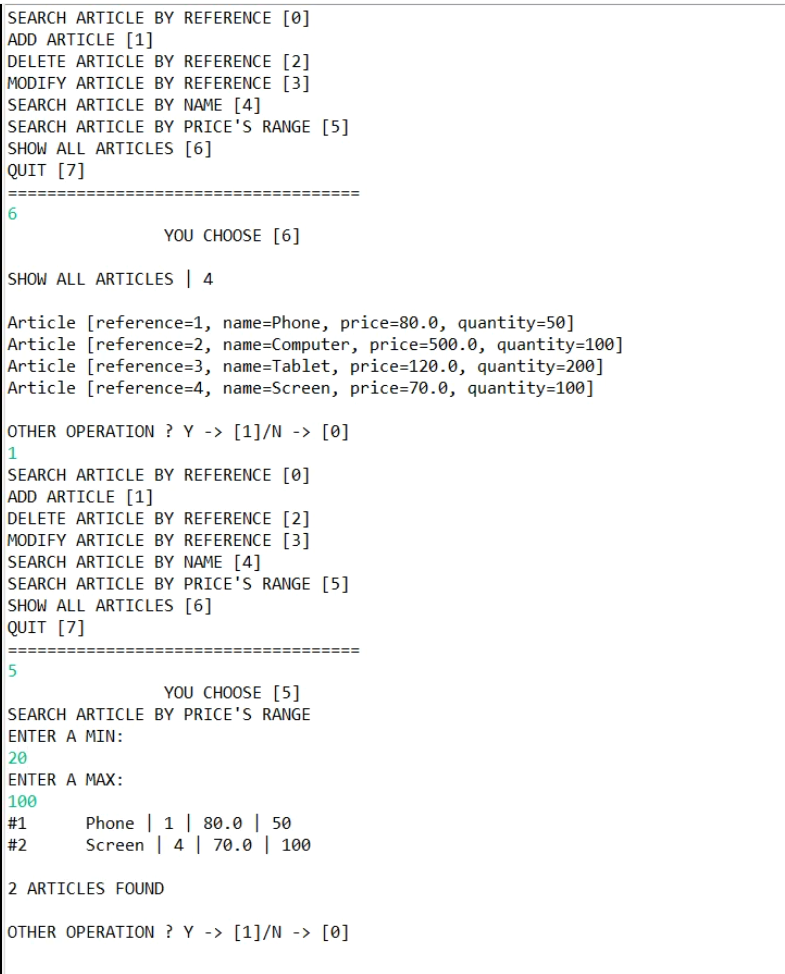 SEARCH ARTICLE BY REFERENCE [0]
ADD ARTICLE [1]
DELETE ARTICLE BY REFERENCE [2]
MODIFY ARTICLE BY REFERENCE [3]
SEARCH ARTICLE BY NAME [4]
SEARCH ARTICLE BY PRICE'S RANGE [5]
SHOW ALL ARTICLES [6]
QUIT [7]
====================================
6
YOU CHOOSE [6]
SHOW ALL ARTICLES | 4
Article [reference=1, name=Phone, price=80.0, quantity=50]
Article [reference=2, name=Computer, price=500.0, quantity=100]
Article [reference=3, name=Tablet, price=120.0, quantity=200]
Article [reference=4, name=Screen, price=70.0, quantity=100]
OTHER OPERATION ? Y -> [1]/N -> [0]
1
SEARCH ARTICLE BY REFERENCE [0]
ADD ARTICLE [1]
DELETE ARTICLE BY REFERENCE [2]
MODIFY ARTICLE BY REFERENCE [3]
SEARCH ARTICLE BY NAME [4]
SEARCH ARTICLE BY PRICE'S RANGE [5]
SHOW ALL ARTICLES [6]
QUIT [7]
====================================
5
YOU CHOOSE [5]
SEARCH ARTICLE BY PRICE'S RANGE
ENTER A MIN:
20
ENTER A MAX:
100
#1 Phone | 1 | 80.0 | 50
#2 Screen | 4 | 70.0 | 100
2 ARTICLES FOUND
OTHER OPERATION ? Y -> [1]/N -> [0]